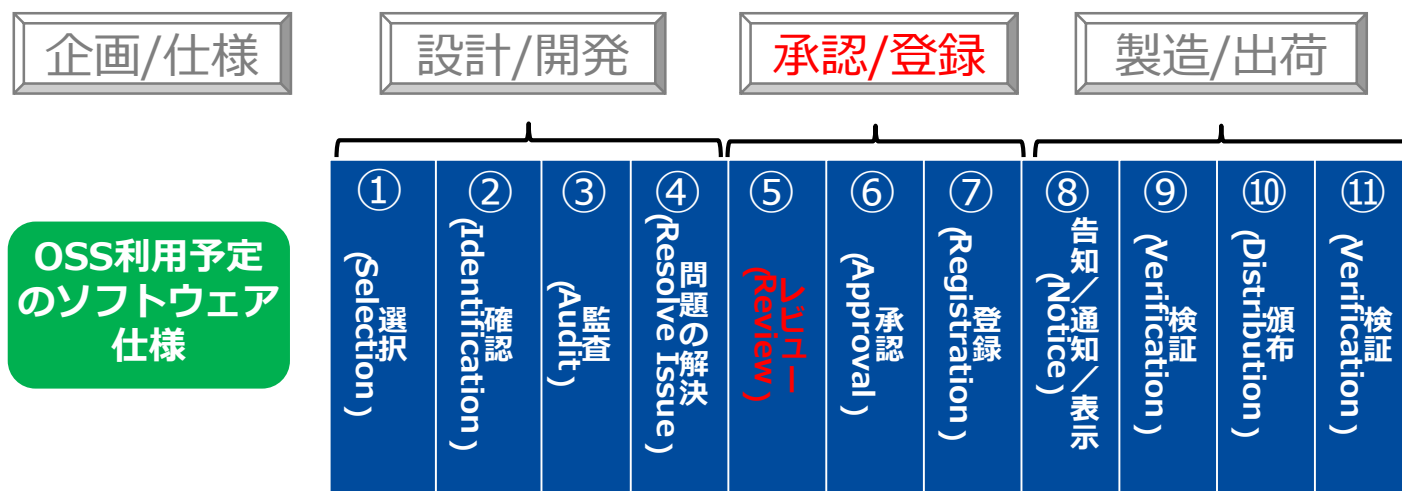 企画/仕様
設計/開発
承認/登録
製造/出荷
OSS利用予定
のソフトウェア
仕様
①
選択
(Selection)
②
確認
(Identification)
③
監査
(Audit)
④
問題の解決
(Resolve Issue)
⑤
レビュー
(Review)
⑥
承認
(Approval)
⑦
登録
(Registration)
⑧
告知/通知/表示
(Notice)
⑨
検証
(Verification)
⑩
頒布
(Distribution)
⑪
検証
(Verification)